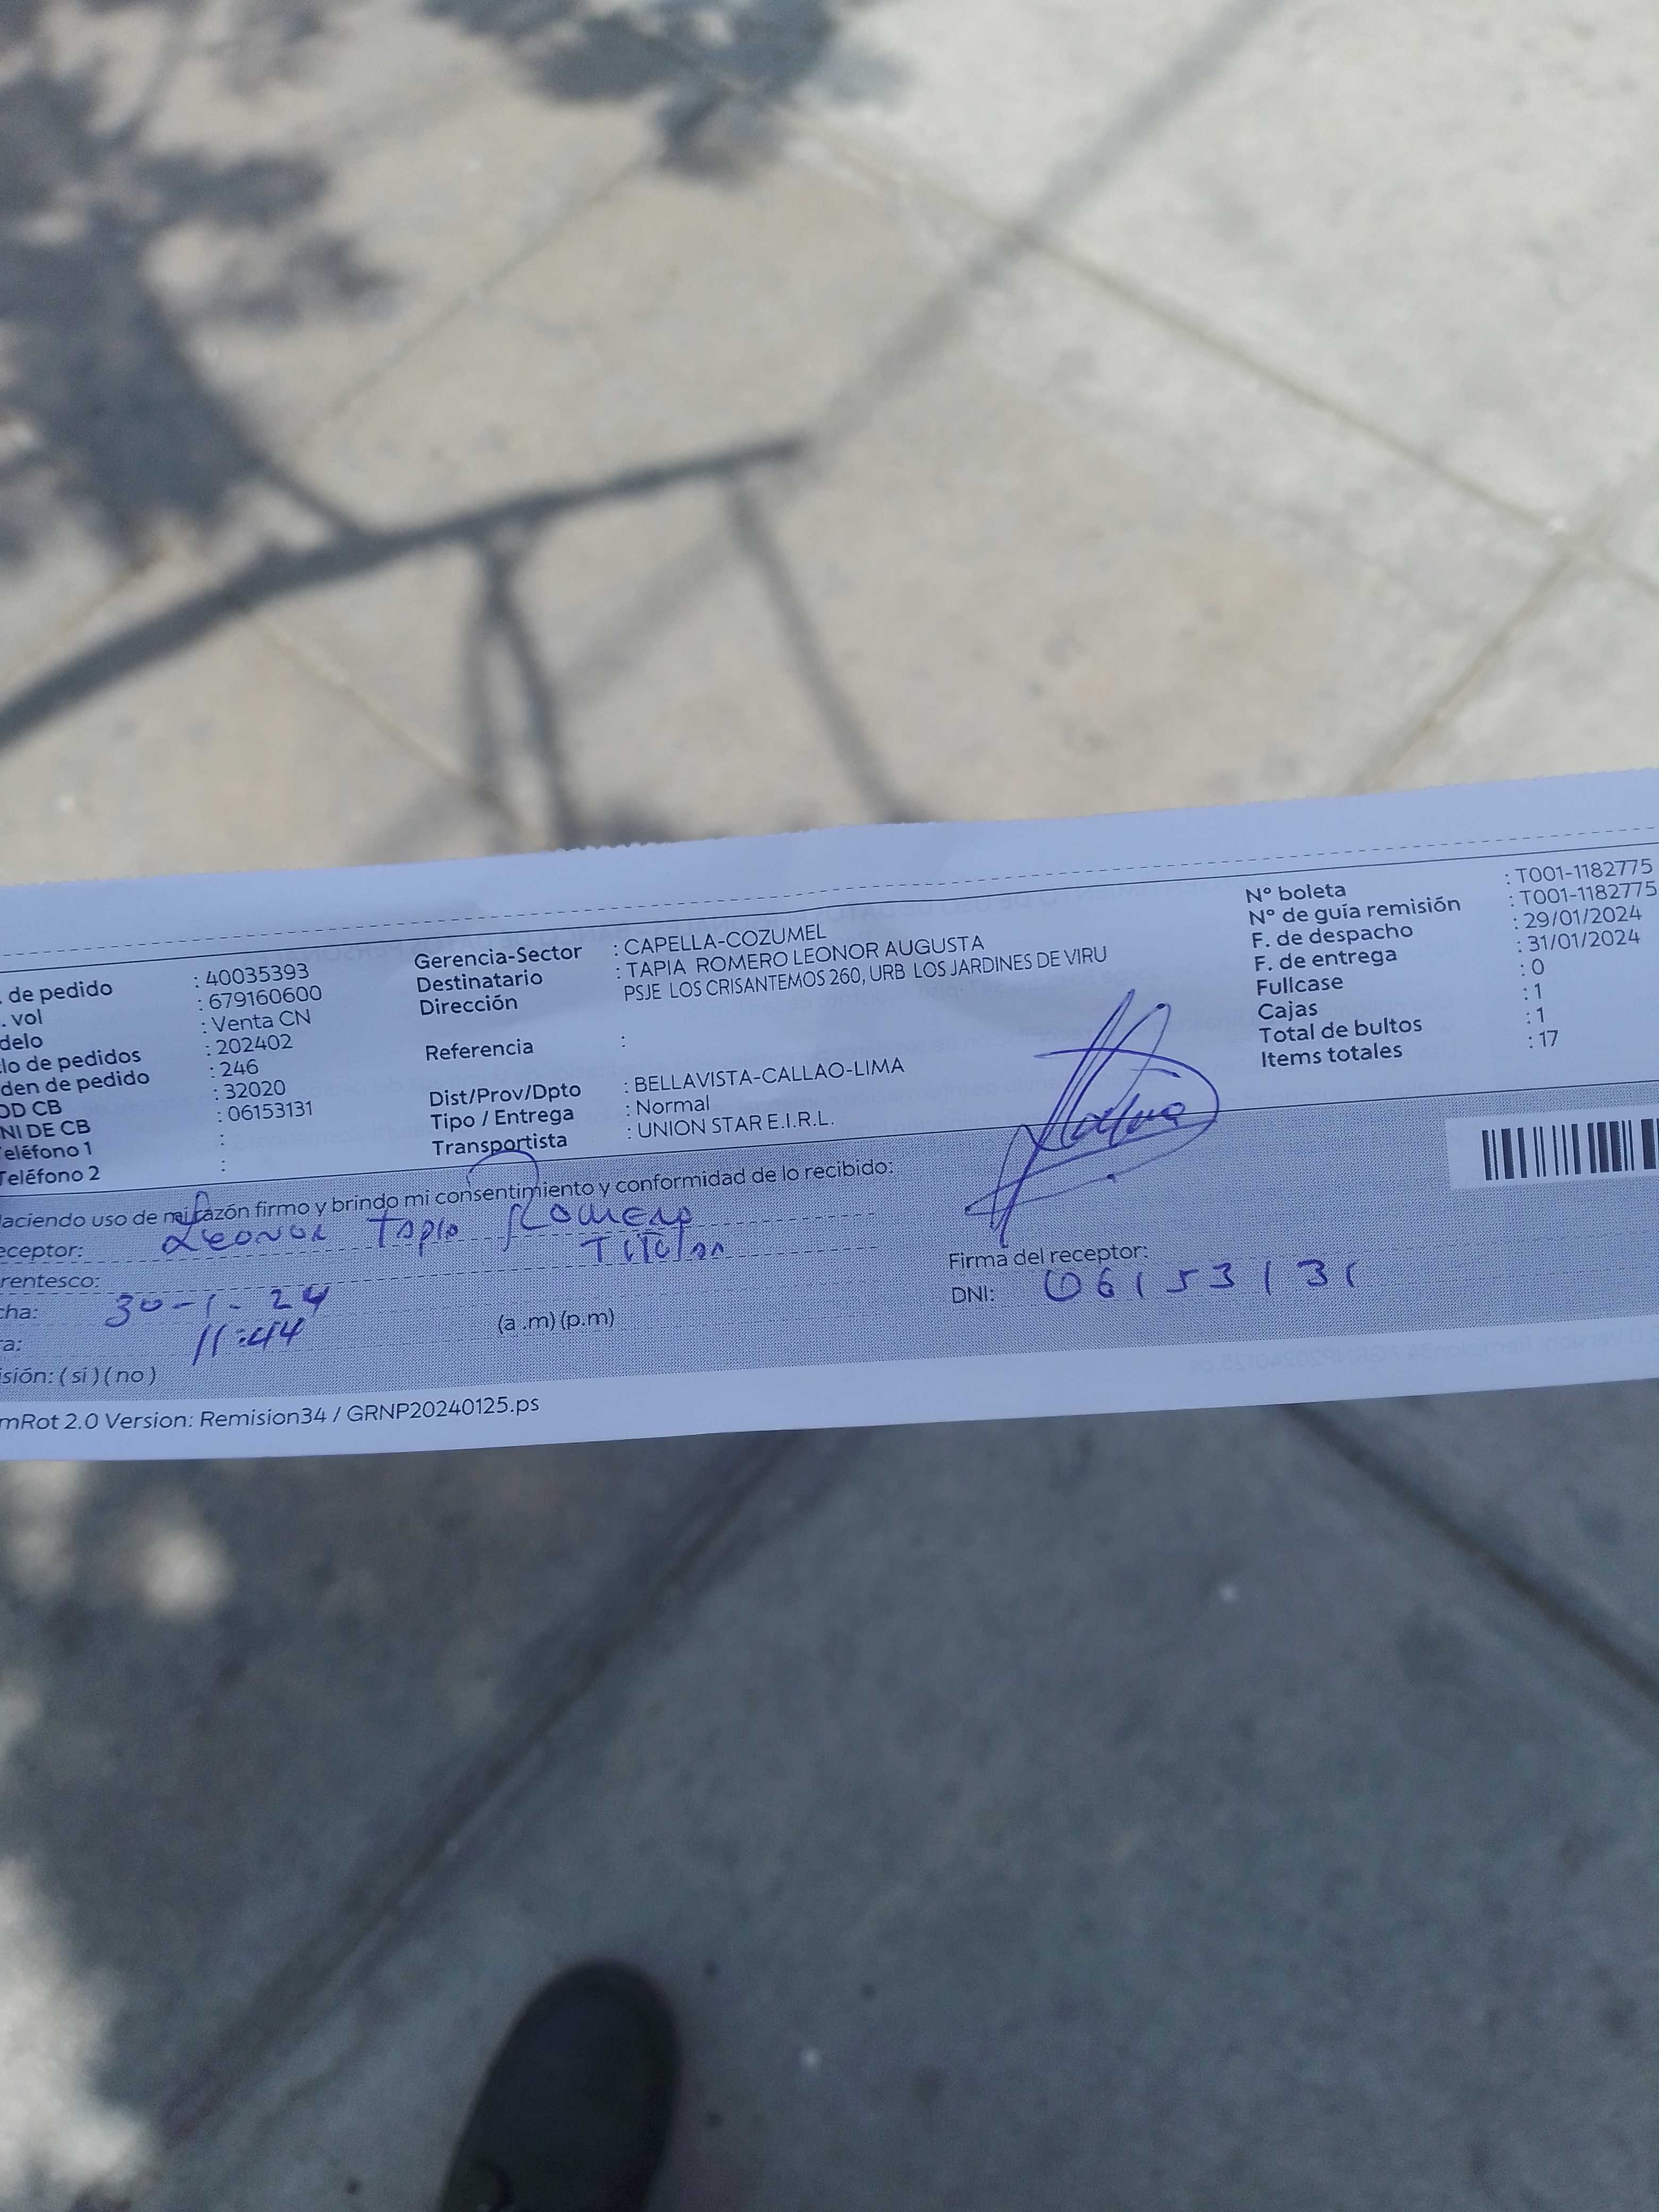 . de pedido : 40035393
. vol : 679160600
delo : Venta CN
lo de pedidos : 202402
den de pedido : 246
OD CB : 32020
NI DE CB : 06153131
eléfono 1 :
Teléfono 2 :
Gerencia-Sector : CAPELLA-COZUMEL
Destinatario : TAPIA ROMERO LEONOR AUGUSTA
Dirección PSJE LOS CRISANTEMOS 260, URB LOS JARDINES DE VIRU
Referencia :
Dist/Prov/Dpto : BELLAVISTA-CALLAO-LIMA
Tipo / Entrega : Normal
Transportista : UNION STAR E.I.R.L.
N° boleta : T001-1182775
N° de guía remisión : T001-1182775
F. de despacho : 29/01/2024
F. de entrega : 31/01/2024
Fullcase : 0
Cajas : 1
Total de bultos : 1
Items totales : 17
aciendo uso de mi razón firmo y brindo mi consentimiento y conformidad de lo recibido:
eceptor: Leonor Tapia Romero
rentesco: Titular
cha: 30-1-24
a: 11:44 (a .m) (p.m)
sión: ( si ) ( no )
Firma del receptor:
DNI: 06153131
mRot 2.0 Version: Remision34 / GRNP20240125.ps